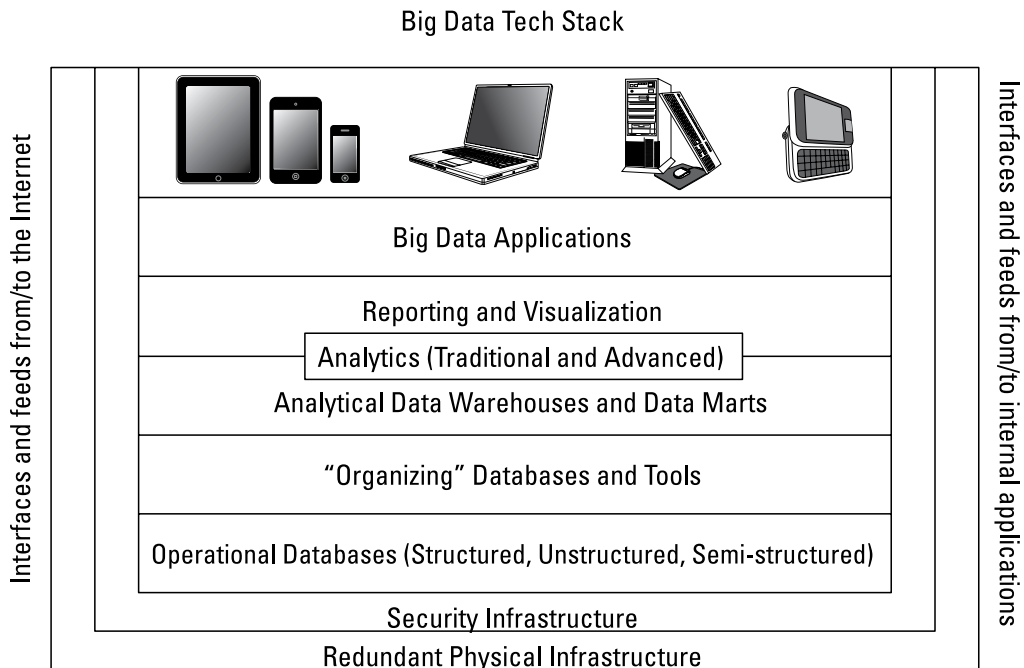 Big Data Tech Stack
Interfaces and feeds from/to the Internet
Interfaces and feeds from/to internal applications
Big Data Applications
Reporting and Visualization
Analytics (Traditional and Advanced)
Analytical Data Warehouses and Data Marts
“Organizing” Databases and Tools
Operational Databases (Structured, Unstructured, Semi-structured)
Security Infrastructure
Redundant Physical Infrastructure